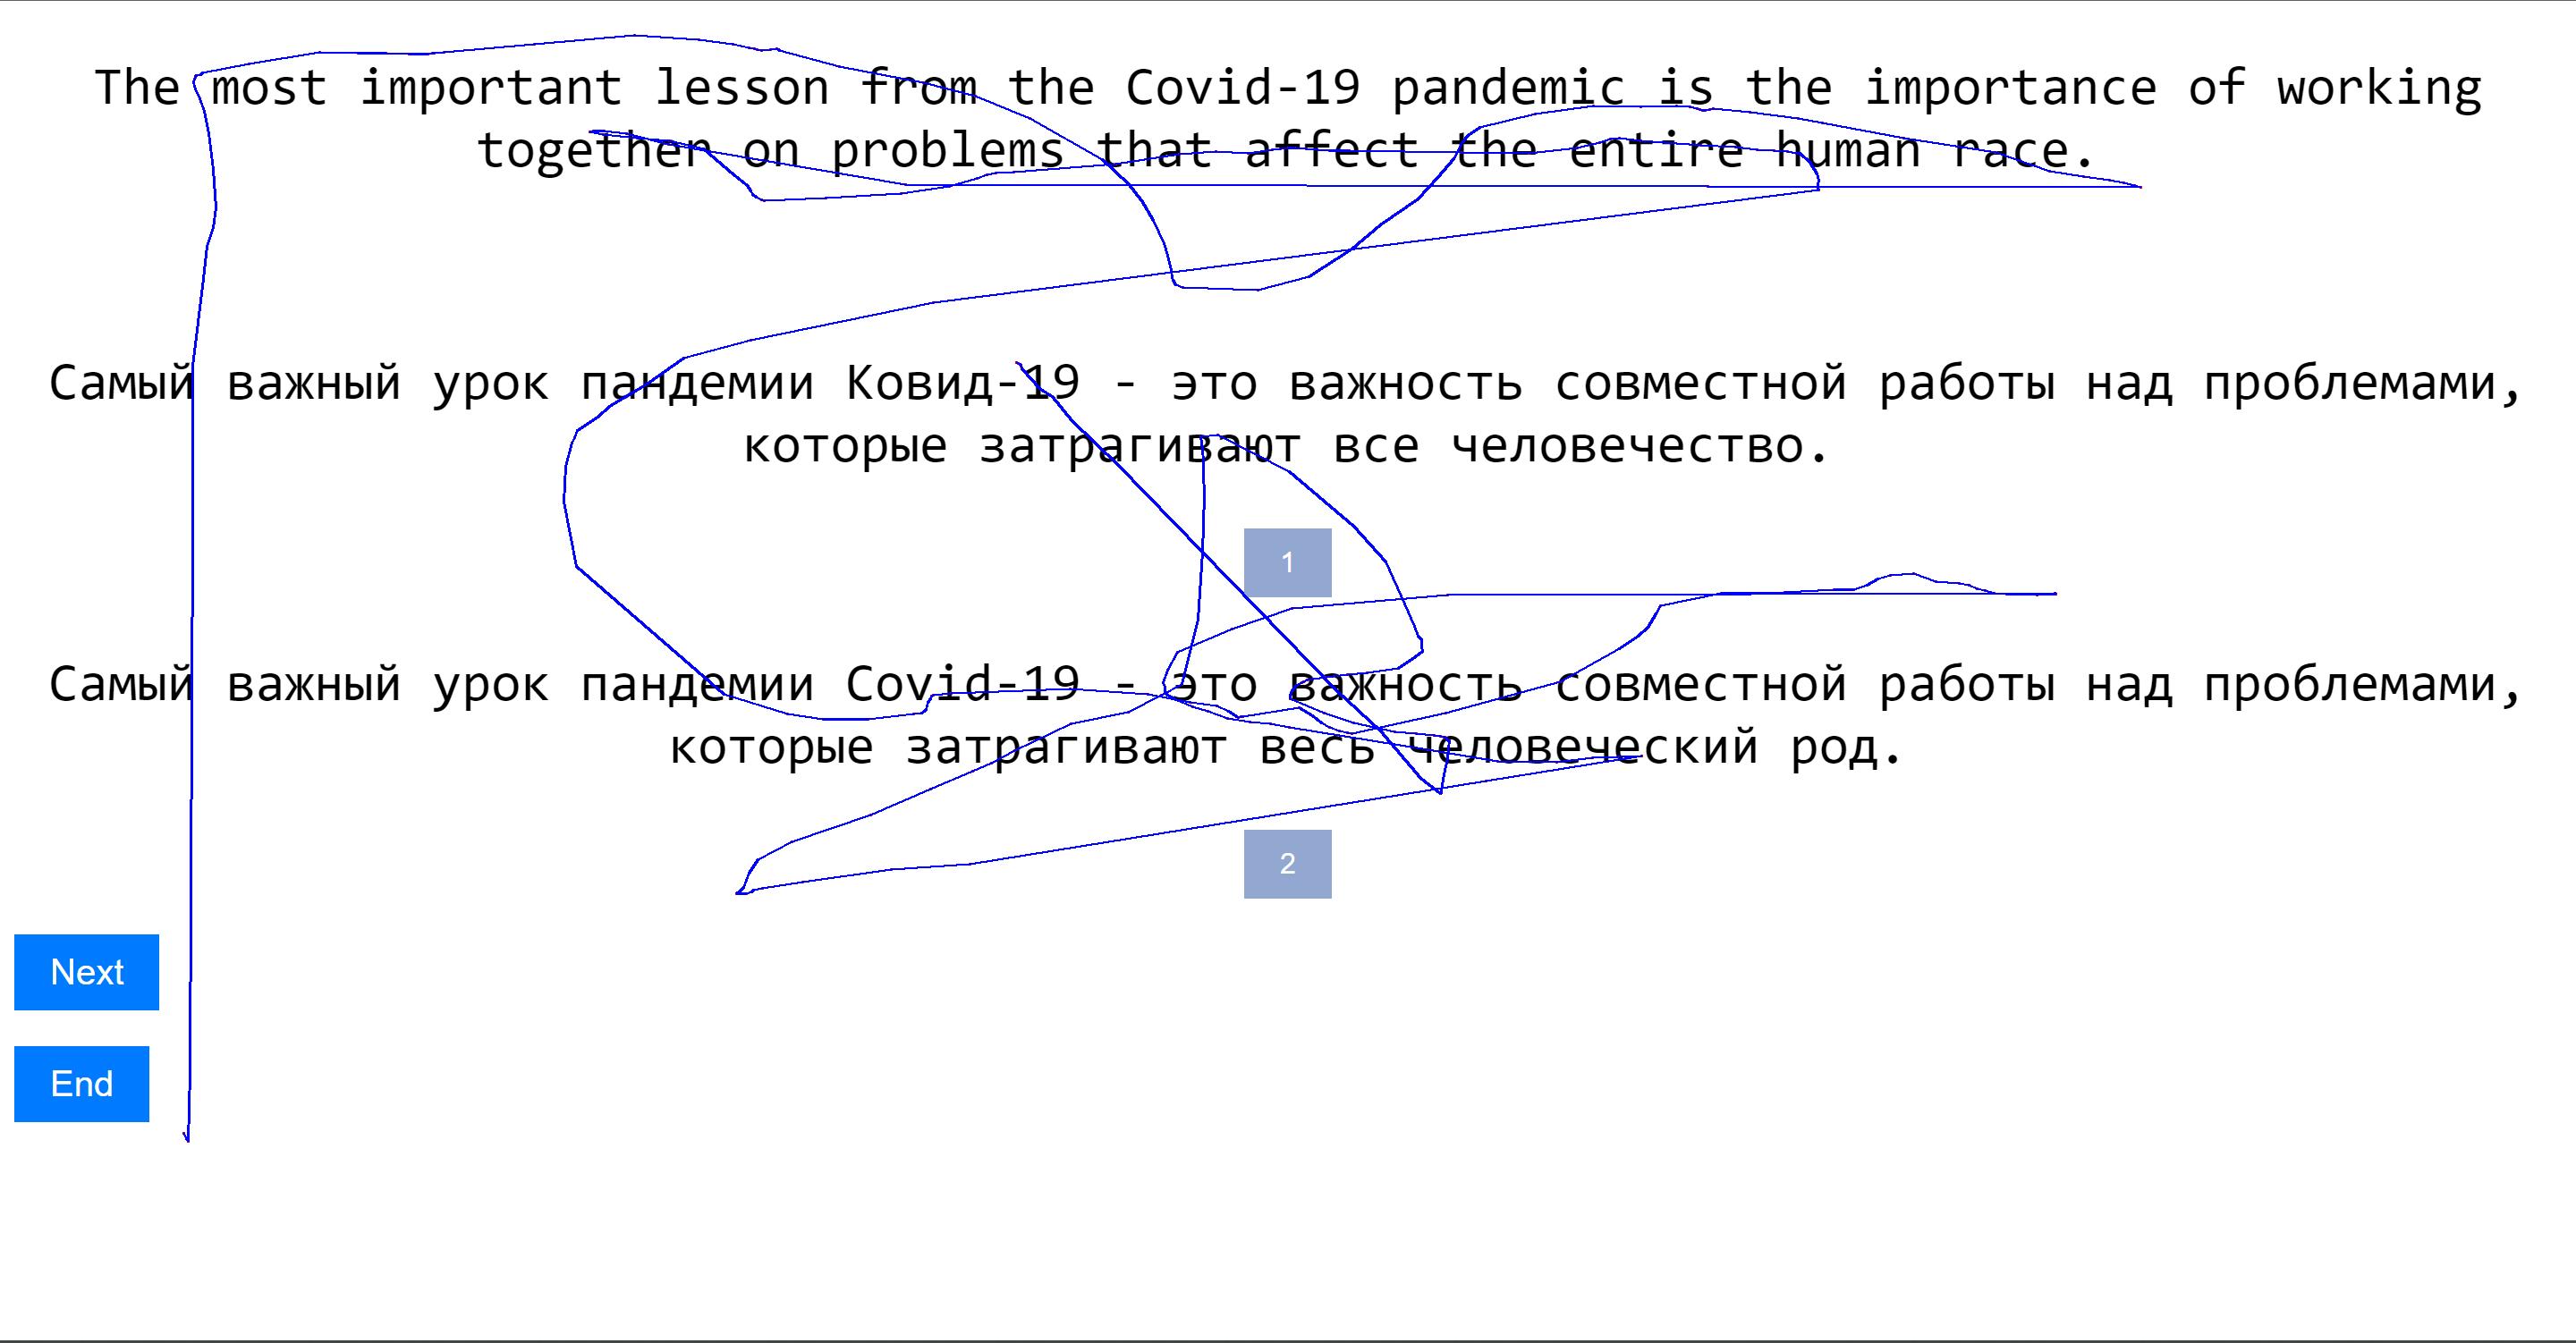 The most important lesson from the Covid-19 pandemic is the importance of working
together on problems that affect the entire human race.
Самый важный урок пандемии Ковид-19 - это важность совместной работы над проблемами,
которые затрагивают все человечество.
1
Самый важный урок пандемии Covid-19 - это важность совместной работы над проблемами,
которые затрагивают весь человеческий род.
2
Next
End